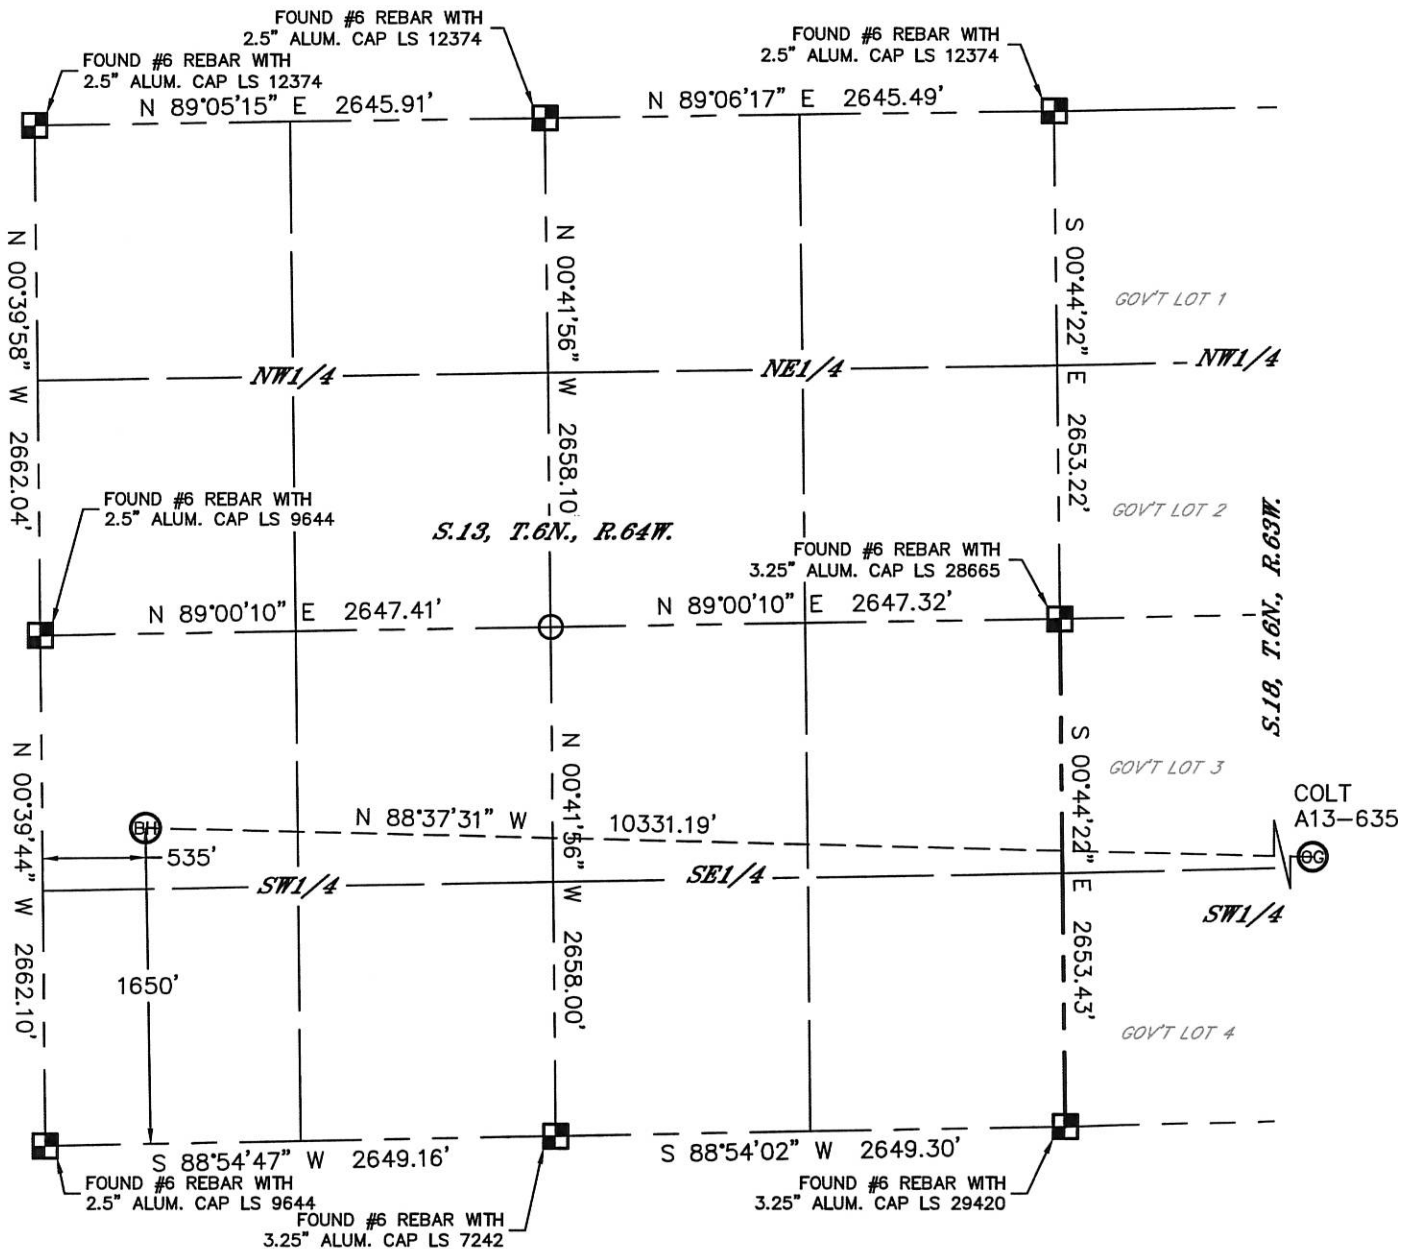 FOUND #6 REBAR WITH
2.5" ALUM. CAP LS 12374
FOUND #6 REBAR WITH
2.5" ALUM. CAP LS 12374
FOUND #6 REBAR WITH
2.5" ALUM. CAP LS 12374
N 89°05'15" E 2645.91'
N 89°06'17" E 2645.49'
N 00°39'58" W 2662.04'
N 00°41'56" W 2658.10'
S 00°44'22" E 2653.22'
GOV'T LOT 1
NW1/4
NE1/4
NW1/4
FOUND #6 REBAR WITH
2.5" ALUM. CAP LS 9644
S.13, T.6N., R.64W.
GOV'T LOT 2
FOUND #6 REBAR WITH
3.25" ALUM. CAP LS 28665
S.18, T.6N., R.63W.
N 89°00'10" E 2647.41'
N 89°00'10" E 2647.32'
N 00°39'44" W 2662.10'
N 00°41'56" W 2658.00'
S 00°44'22" E 2653.43'
GOV'T LOT 3
COLT
A13-635
BH
N 88°37'31" W 10331.19'
OG
535'
SW1/4
SE1/4
SW1/4
1650'
GOV'T LOT 4
S 88°54'47" W 2649.16'
S 88°54'02" W 2649.30'
FOUND #6 REBAR WITH
2.5" ALUM. CAP LS 9644
FOUND #6 REBAR WITH
3.25" ALUM. CAP LS 7242
FOUND #6 REBAR WITH
3.25" ALUM. CAP LS 29420